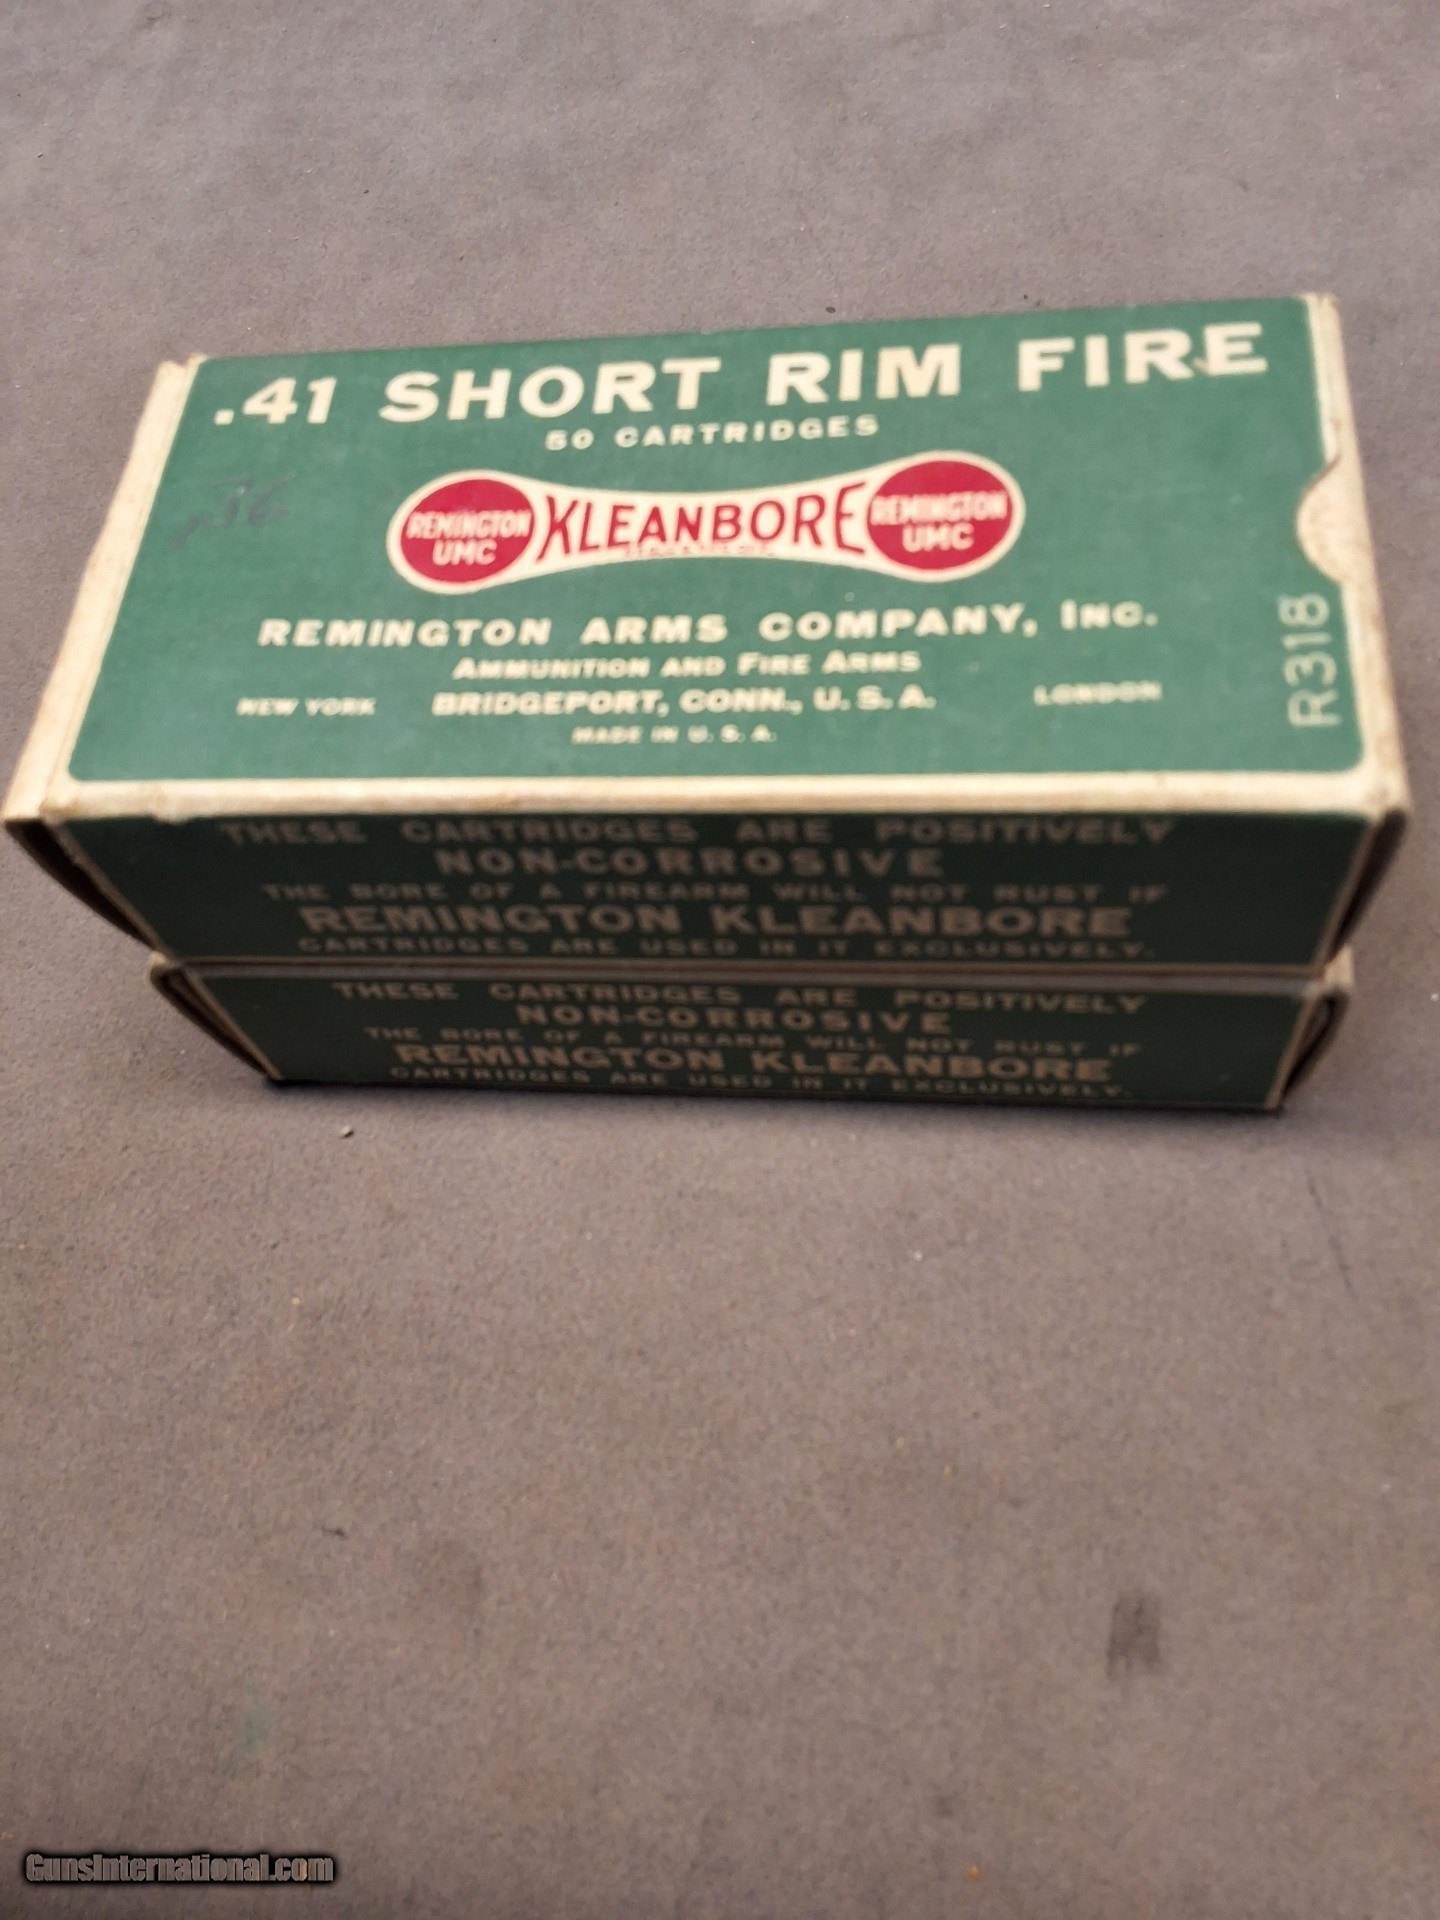 .41 SHORT RIM FIRE
50 CARTRIDGES
REMINGTON UMC KLEANBORE REMINGTON UMC
REMINGTON ARMS COMPANY, INC.
AMMUNITION AND FIRE ARMS
NEW YORK BRIDGEPORT, CONN., U.S.A. LONDON
MADE IN U.S.A.
R318
THESE CARTRIDGES ARE POSITIVELY
NON-CORROSIVE
THE BORE OF A FIREARM WILL NOT RUST IF
REMINGTON KLEANBORE
CARTRIDGES ARE USED IN IT EXCLUSIVELY.
THESE CARTRIDGES ARE POSITIVELY
NON-CORROSIVE
THE BORE OF A FIREARM WILL NOT RUST IF
REMINGTON KLEANBORE
CARTRIDGES ARE USED IN IT EXCLUSIVELY.
GunsInternational.com